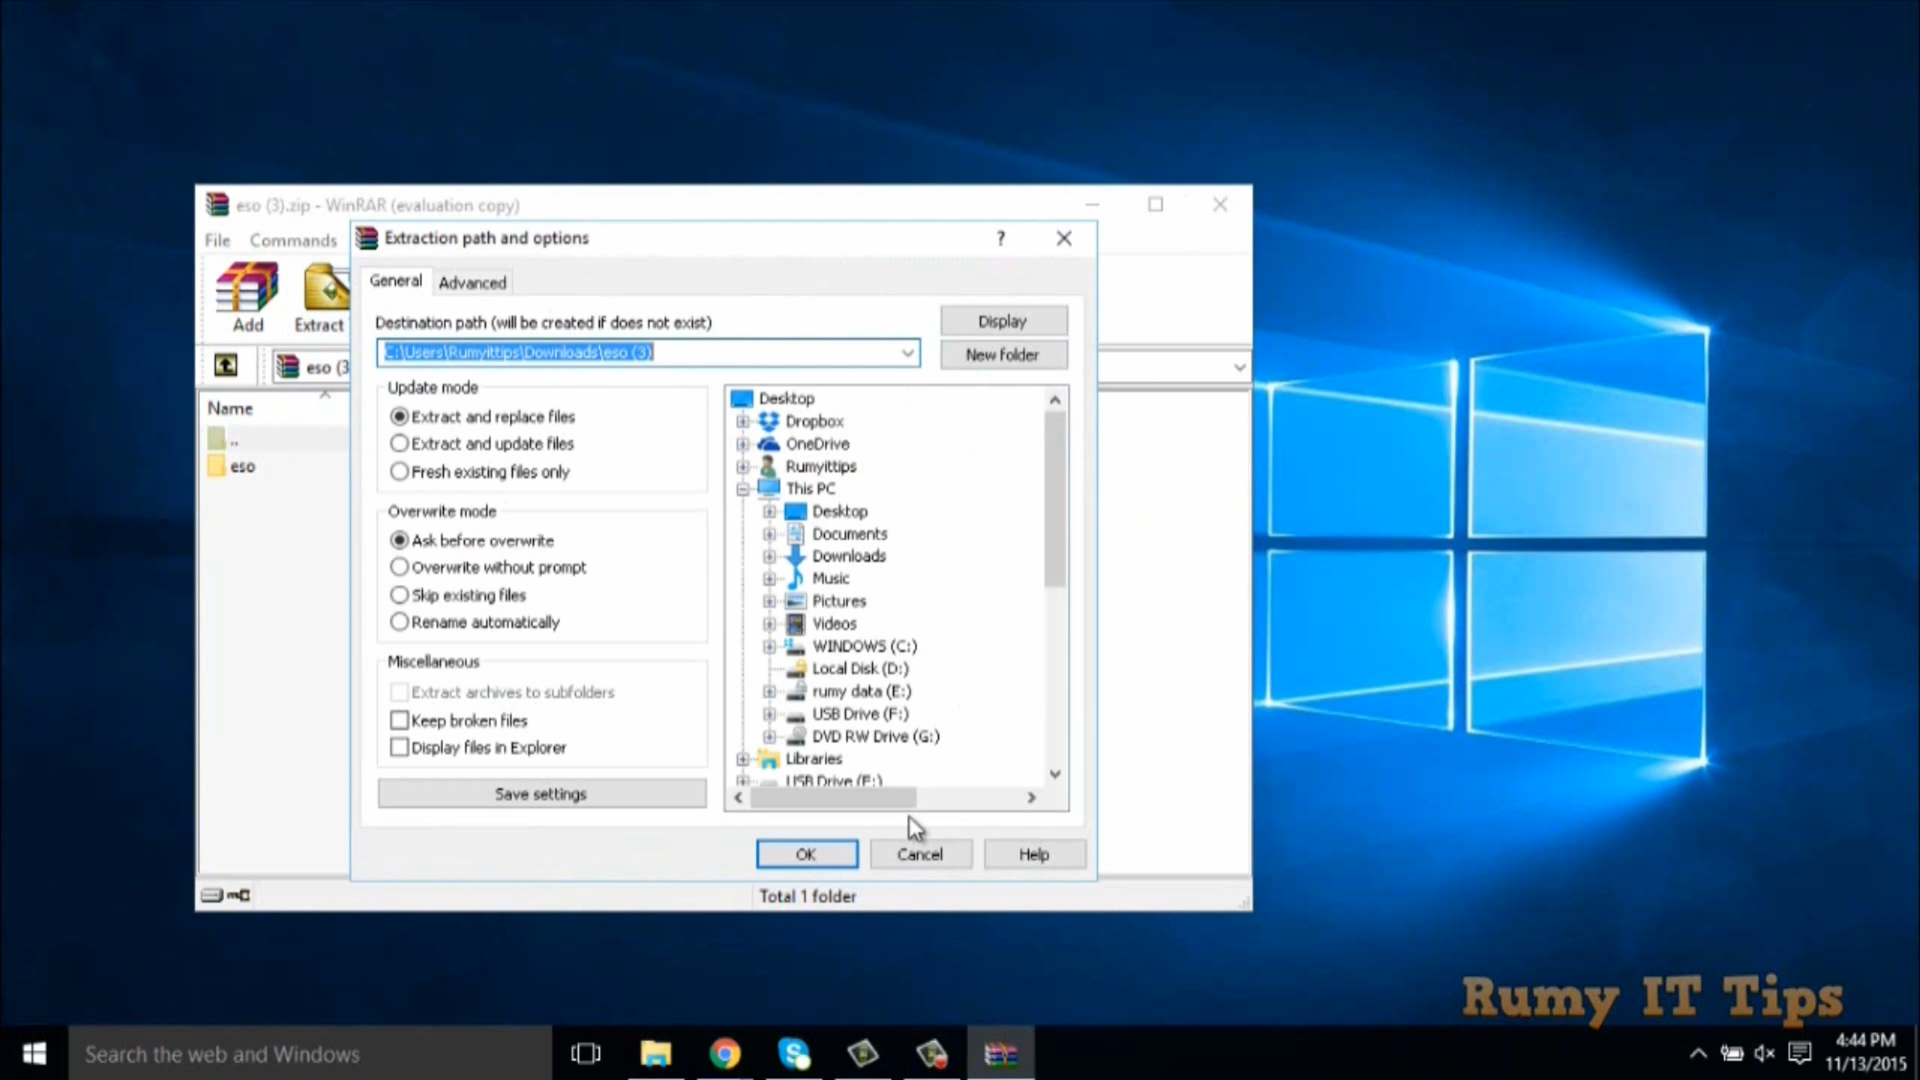 eso (3).zip - WinRAR (evaluation copy)
File Commands
Extraction path and options
?
General Advanced
Add
Extract
Destination path (will be created if does not exist)
C:\Users\Rumyittips\Downloads\eso (3)
Display
New folder
eso (3
Name
..
eso
Update mode
Extract and replace files
Extract and update files
Fresh existing files only
Overwrite mode
Ask before overwrite
Overwrite without prompt
Skip existing files
Rename automatically
Miscellaneous
Extract archives to subfolders
Keep broken files
Display files in Explorer
Save settings
Desktop
Dropbox
OneDrive
Rumyittips
This PC
Desktop
Documents
Downloads
Music
Pictures
Videos
WINDOWS (C:)
Local Disk (D:)
rumy data (E:)
USB Drive (F:)
DVD RW Drive (G:)
Libraries
USB Drive (F:)
OK
Cancel
Help
Total 1 folder
Rumy IT Tips
Search the web and Windows
4:44 PM
11/13/2015